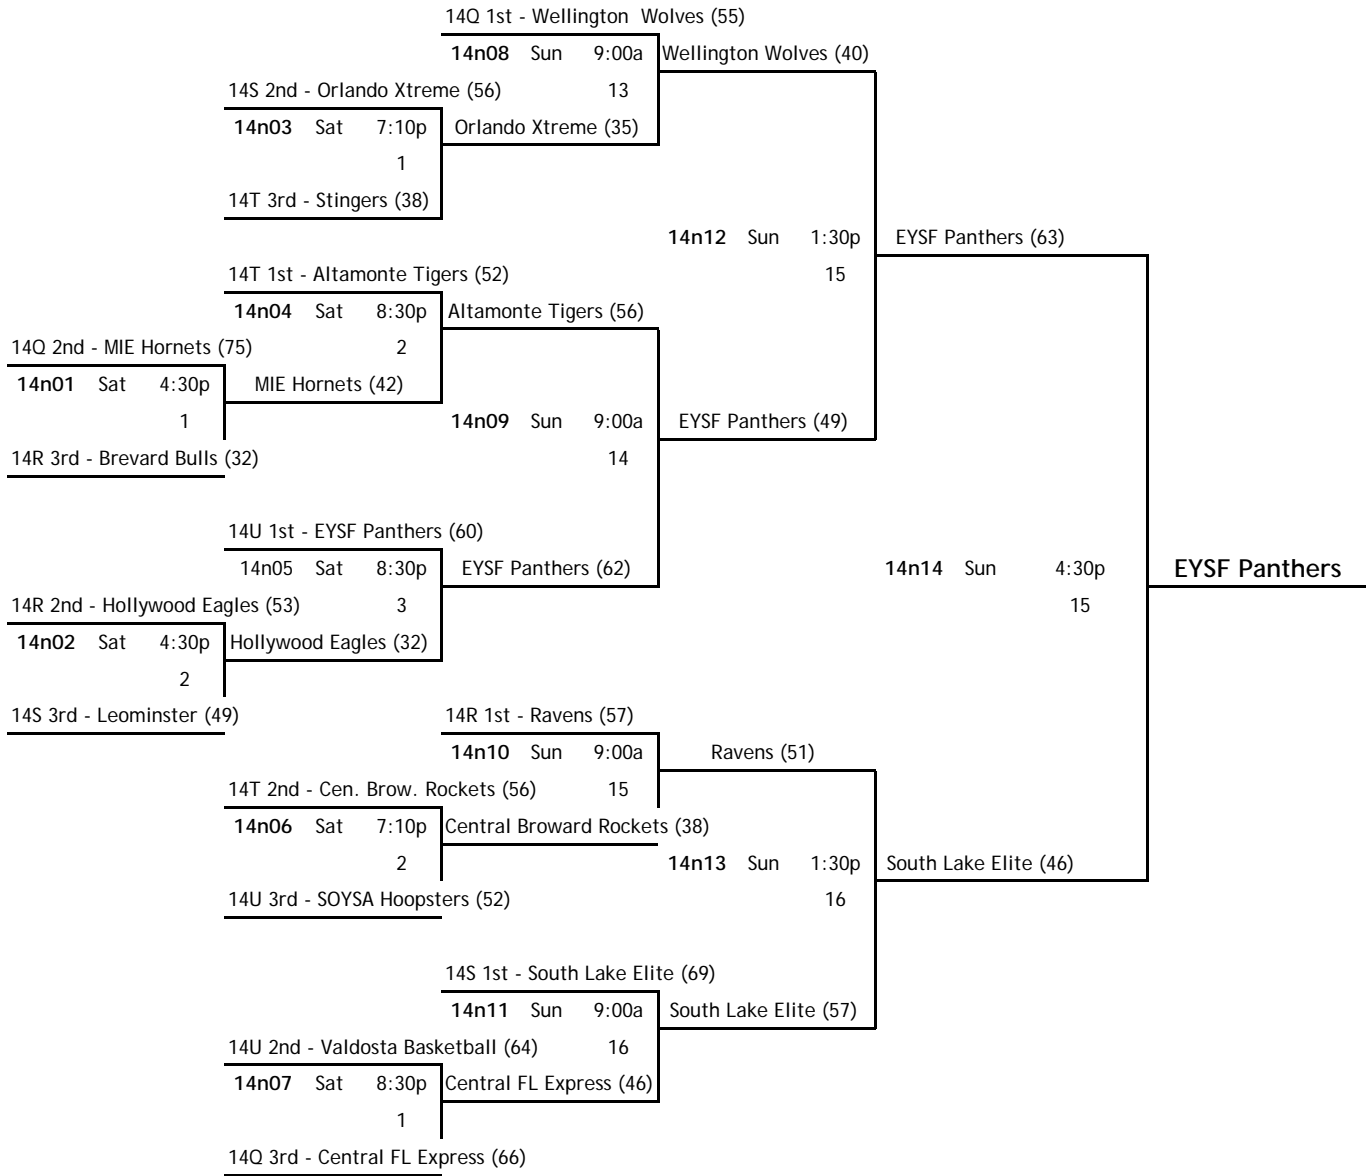 14Q 1st - Wellington  Wolves (55)
14n08 Sun 9:00a Wellington Wolves (40)
14S 2nd - Orlando Xtreme (56) 13
14n03 Sat 7:10p Orlando Xtreme (35)
1
14T 3rd - Stingers (38)
14n12 Sun 1:30p EYSF Panthers (63)
14T 1st - Altamonte Tigers (52) 15
14n04 Sat 8:30p Altamonte Tigers (56)
14Q 2nd - MIE Hornets (75) 2
14n01 Sat 4:30p MIE Hornets (42)
1 14n09 Sun 9:00a EYSF Panthers (49)
14R 3rd - Brevard Bulls (32) 14
14U 1st - EYSF Panthers (60)
14n05 Sat 8:30p EYSF Panthers (62) 14n14 Sun 4:30p EYSF Panthers
14R 2nd - Hollywood Eagles (53) 3 15
14n02 Sat 4:30p Hollywood Eagles (32)
2
14S 3rd - Leominster (49) 14R 1st - Ravens (57)
14n10 Sun 9:00a Ravens (51)
14T 2nd - Cen. Brow. Rockets (56) 15
14n06 Sat 7:10p Central Broward Rockets (38)
2 14n13 Sun 1:30p South Lake Elite (46)
14U 3rd - SOYSA Hoopsters (52) 16
14S 1st - South Lake Elite (69)
14n11 Sun 9:00a South Lake Elite (57)
14U 2nd - Valdosta Basketball (64) 16
14n07 Sat 8:30p Central FL Express (46)
1
14Q 3rd - Central FL Express (66)